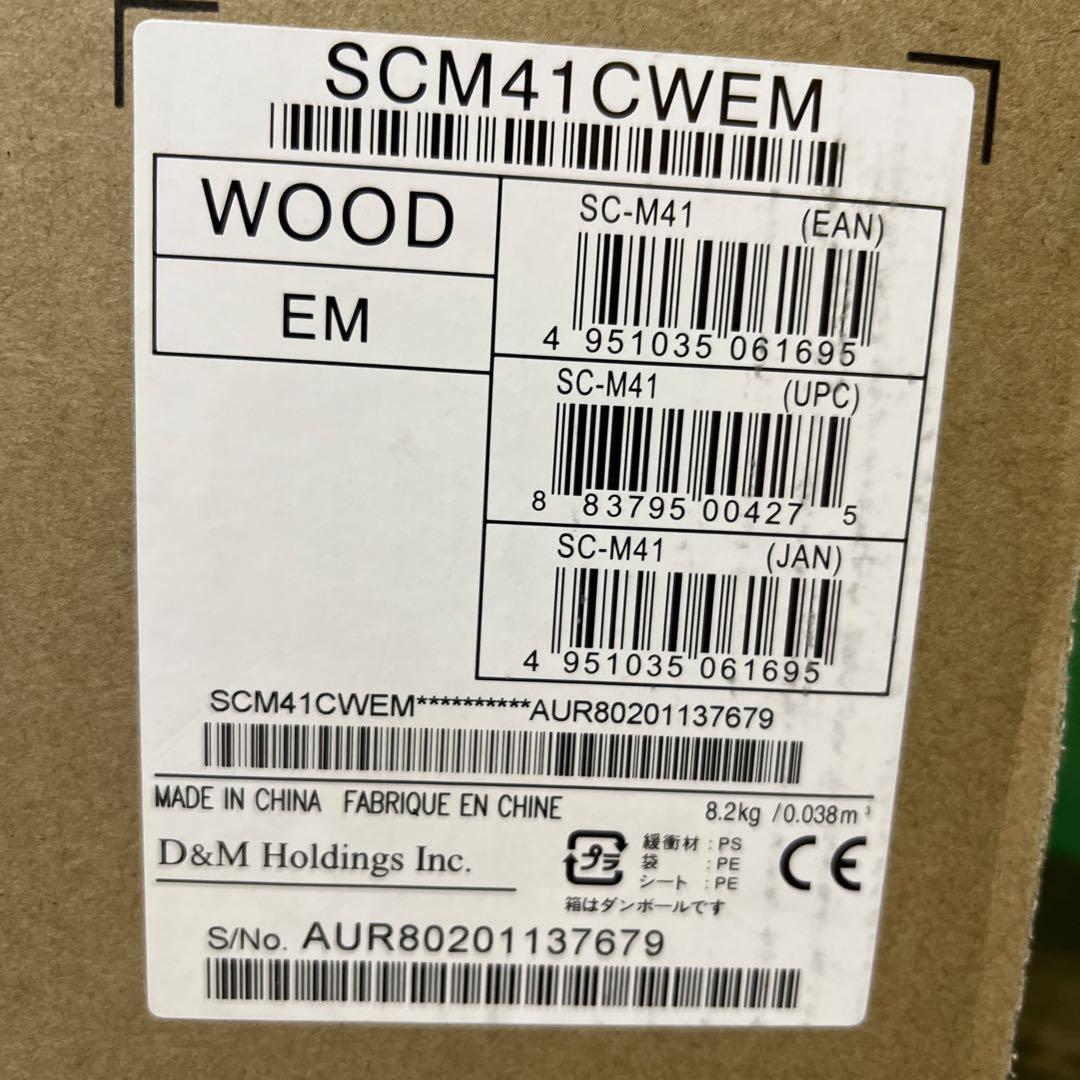 SCM41CWEM
WOOD
EM
SC-M41 (EAN)
4 951035 061695
SC-M41 (UPC)
8 83795 00427 5
SC-M41 (JAN)
4 951035 061695
SCM41CWEM**********AUR80201137679
MADE IN CHINA FABRIQUE EN CHINE
8.2kg /0.038m³
D&M Holdings Inc.
プラ
緩衝材 : PS
袋 : PE
シート : PE
箱はダンボールです
CE
S/No. AUR80201137679